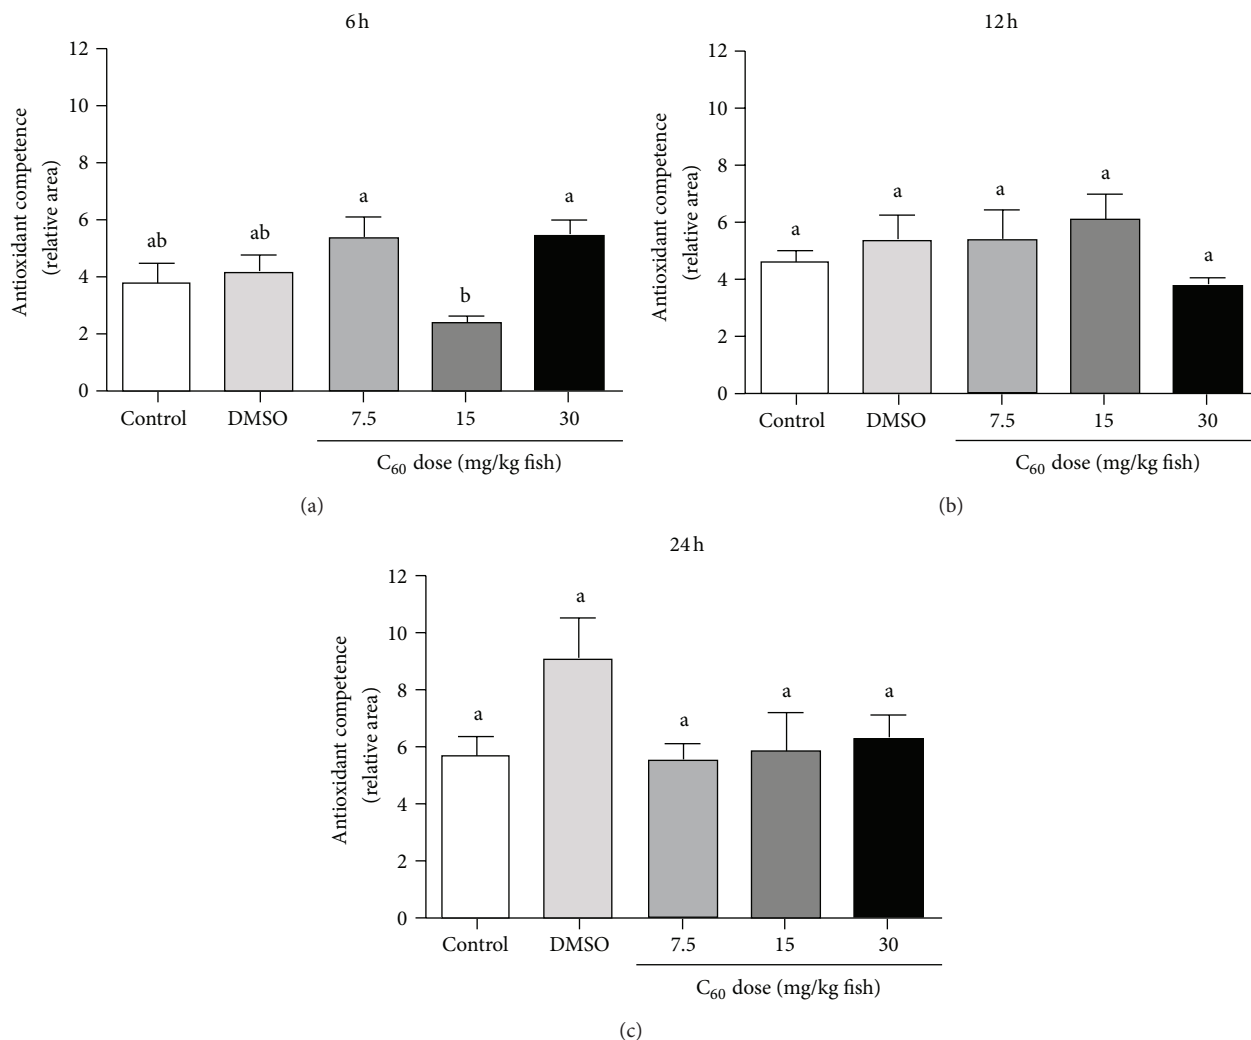 6 h
Antioxidant competence
(relative area)
12
10
8
6
4
2
0
ab
ab
a
b
a
Control
DMSO
7.5
15
30
C₆₀ dose (mg/kg fish)
(a)
12 h
Antioxidant competence
(relative area)
12
10
8
6
4
2
0
a
a
a
a
a
Control
DMSO
7.5
15
30
C₆₀ dose (mg/kg fish)
(b)
24 h
Antioxidant competence
(relative area)
12
10
8
6
4
2
0
a
a
a
a
a
Control
DMSO
7.5
15
30
C₆₀ dose (mg/kg fish)
(c)